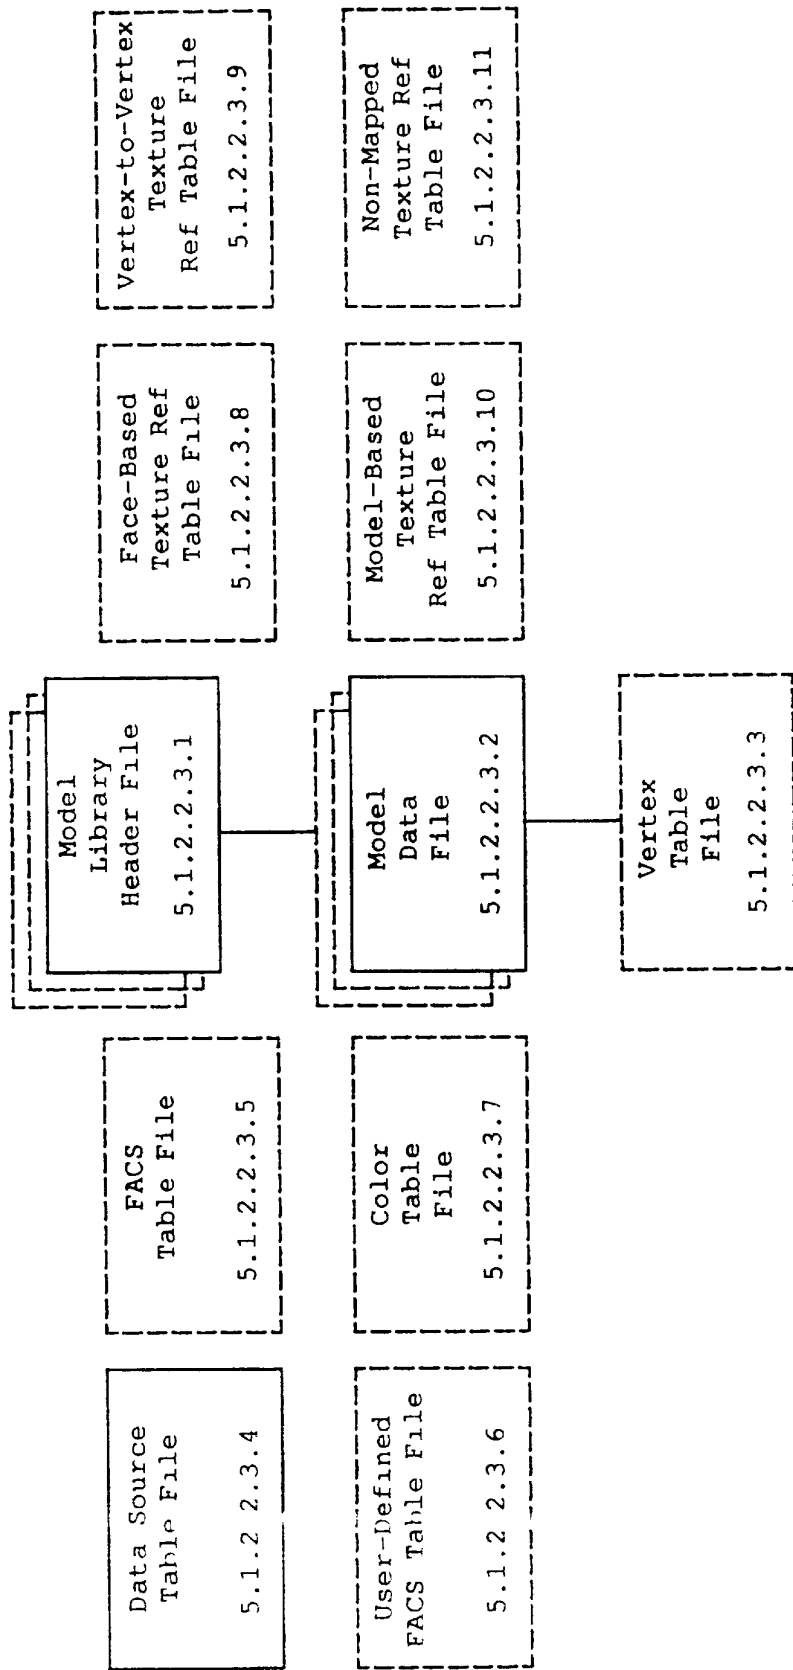 Data Source
Table File
5.1.2 2.3.4
FACS
Table File
5.1.2.2.3.5
Model
Library
Header File
5.1.2.2.3.1
Face-Based
Texture Ref
Table File
5.1.2.2.3.8
Vertex-to-Vertex
Texture
Ref Table File
5.1.2.2.3.9
User-Defined
FACS Table File
5.1.2 2.3.6
Color
Table
File
5.1.2.2.3.7
Model
Data
File
5.1.2.2.3.2
Model-Based
Texture
Ref Table File
5.1.2.2.3.10
Non-Mapped
Texture Ref
Table File
5.1.2.2.3.11
Vertex
Table
File
5.1.2.2.3.3